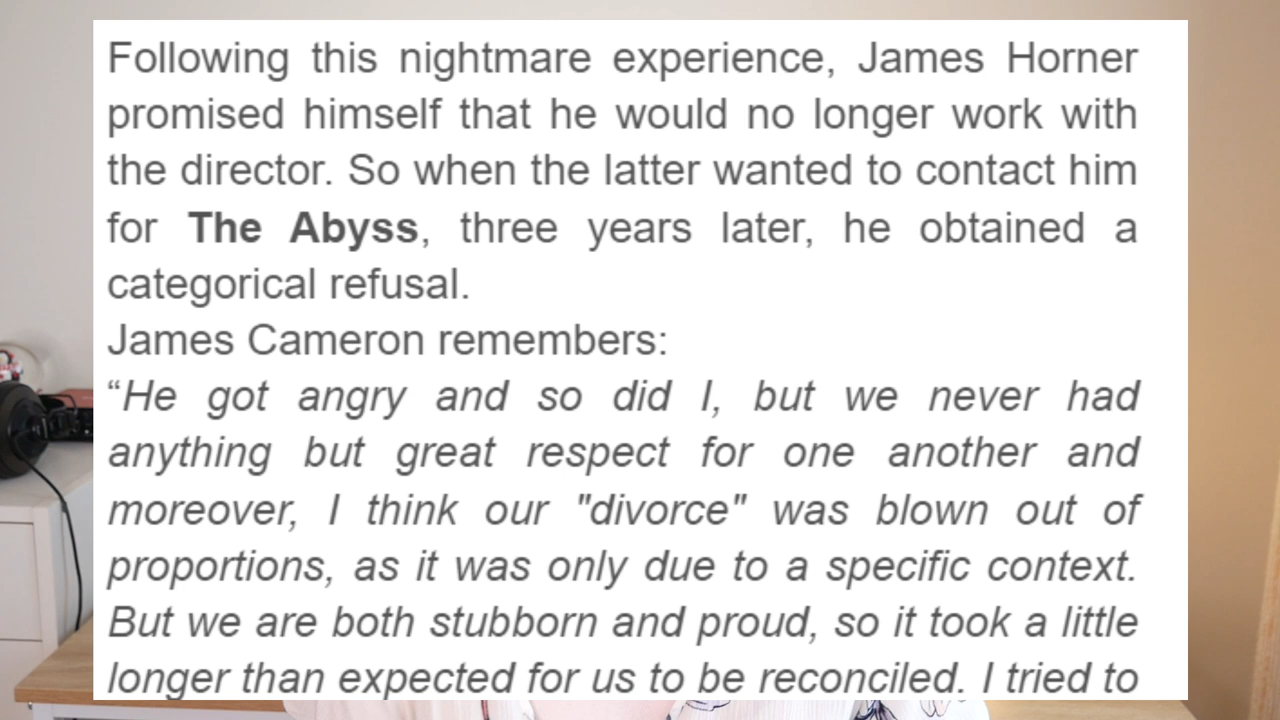 Following this nightmare experience, James Horner
promised himself that he would no longer work with
the director. So when the latter wanted to contact him
for The Abyss, three years later, he obtained a
categorical refusal.
James Cameron remembers:
“He got angry and so did I, but we never had
anything but great respect for one another and
moreover, I think our "divorce" was blown out of
proportions, as it was only due to a specific context.
But we are both stubborn and proud, so it took a little
longer than expected for us to be reconciled. I tried to